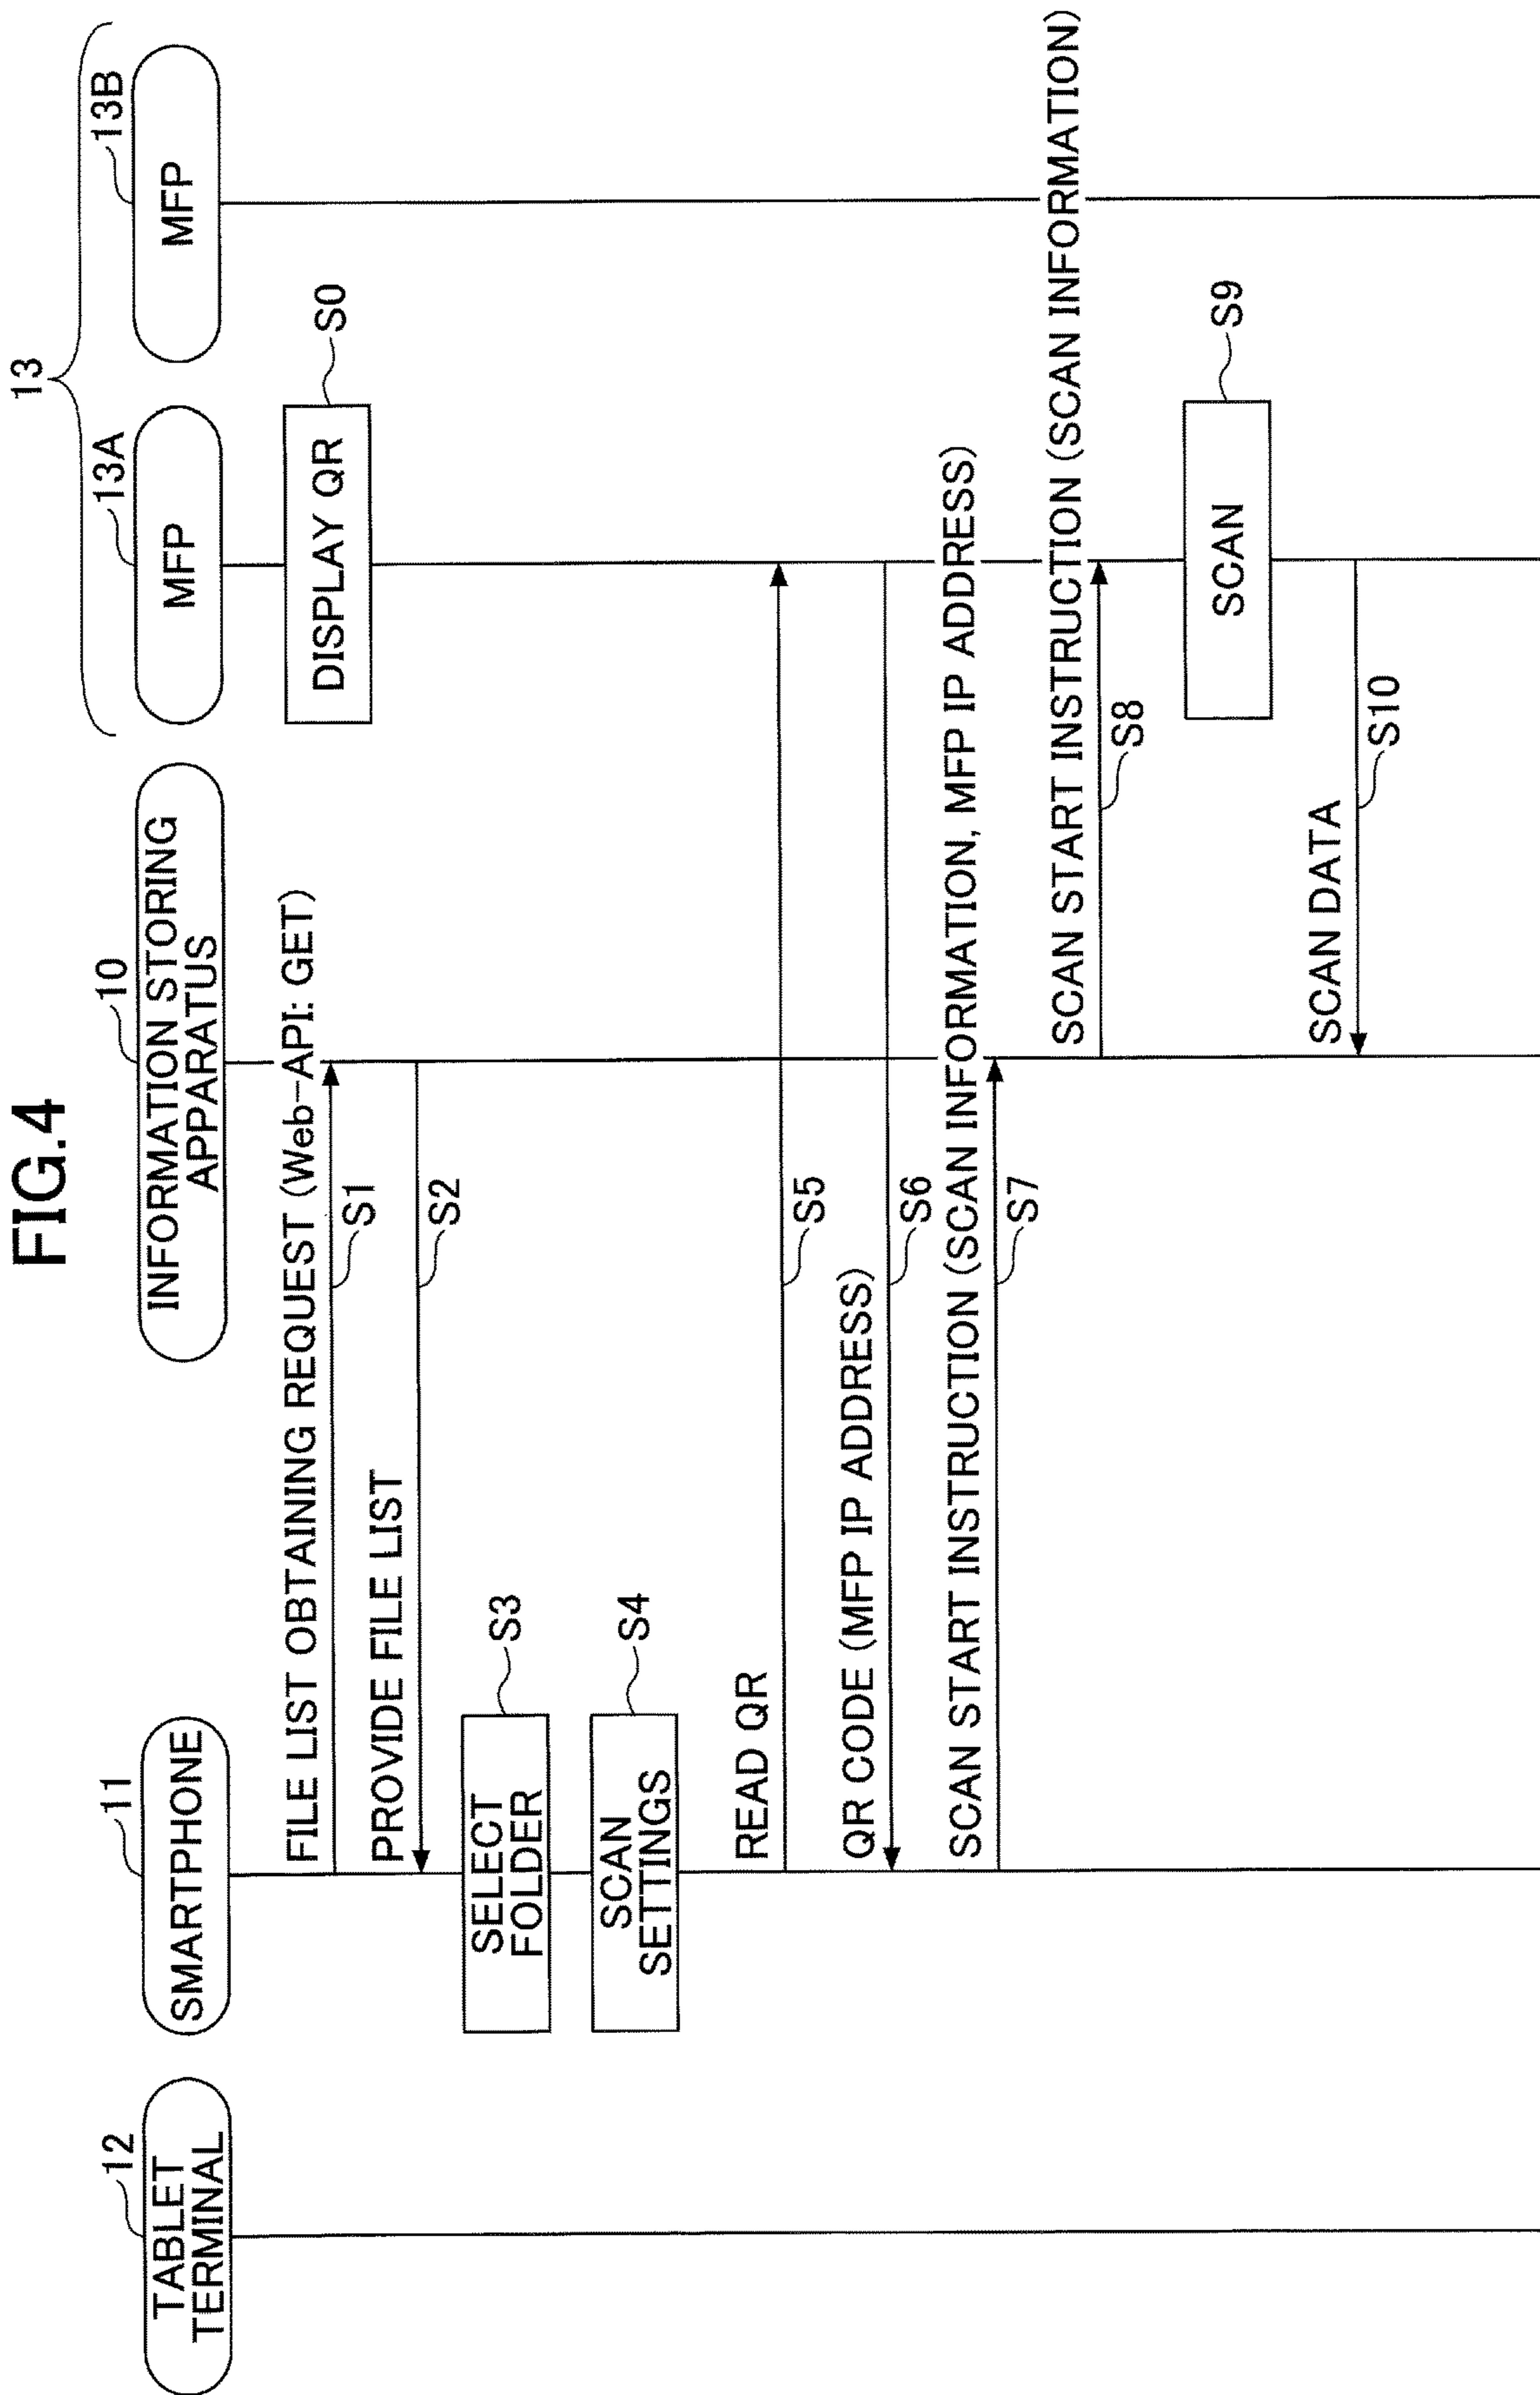 FIG.4
13
12
11
10
13A
13B
TABLET
TERMINAL
SMARTPHONE
INFORMATION STORING
APPARATUS
MFP
MFP
DISPLAY QR
S0
FILE LIST OBTAINING REQUEST (Web-API: GET)
S1
PROVIDE FILE LIST
S2
SELECT
FOLDER
S3
SCAN
SETTINGS
S4
READ QR
S5
QR CODE (MFP IP ADDRESS)
S6
SCAN START INSTRUCTION (SCAN INFORMATION, MFP IP ADDRESS)
S7
SCAN START INSTRUCTION (SCAN INFORMATION)
S8
SCAN
S9
SCAN DATA
S10